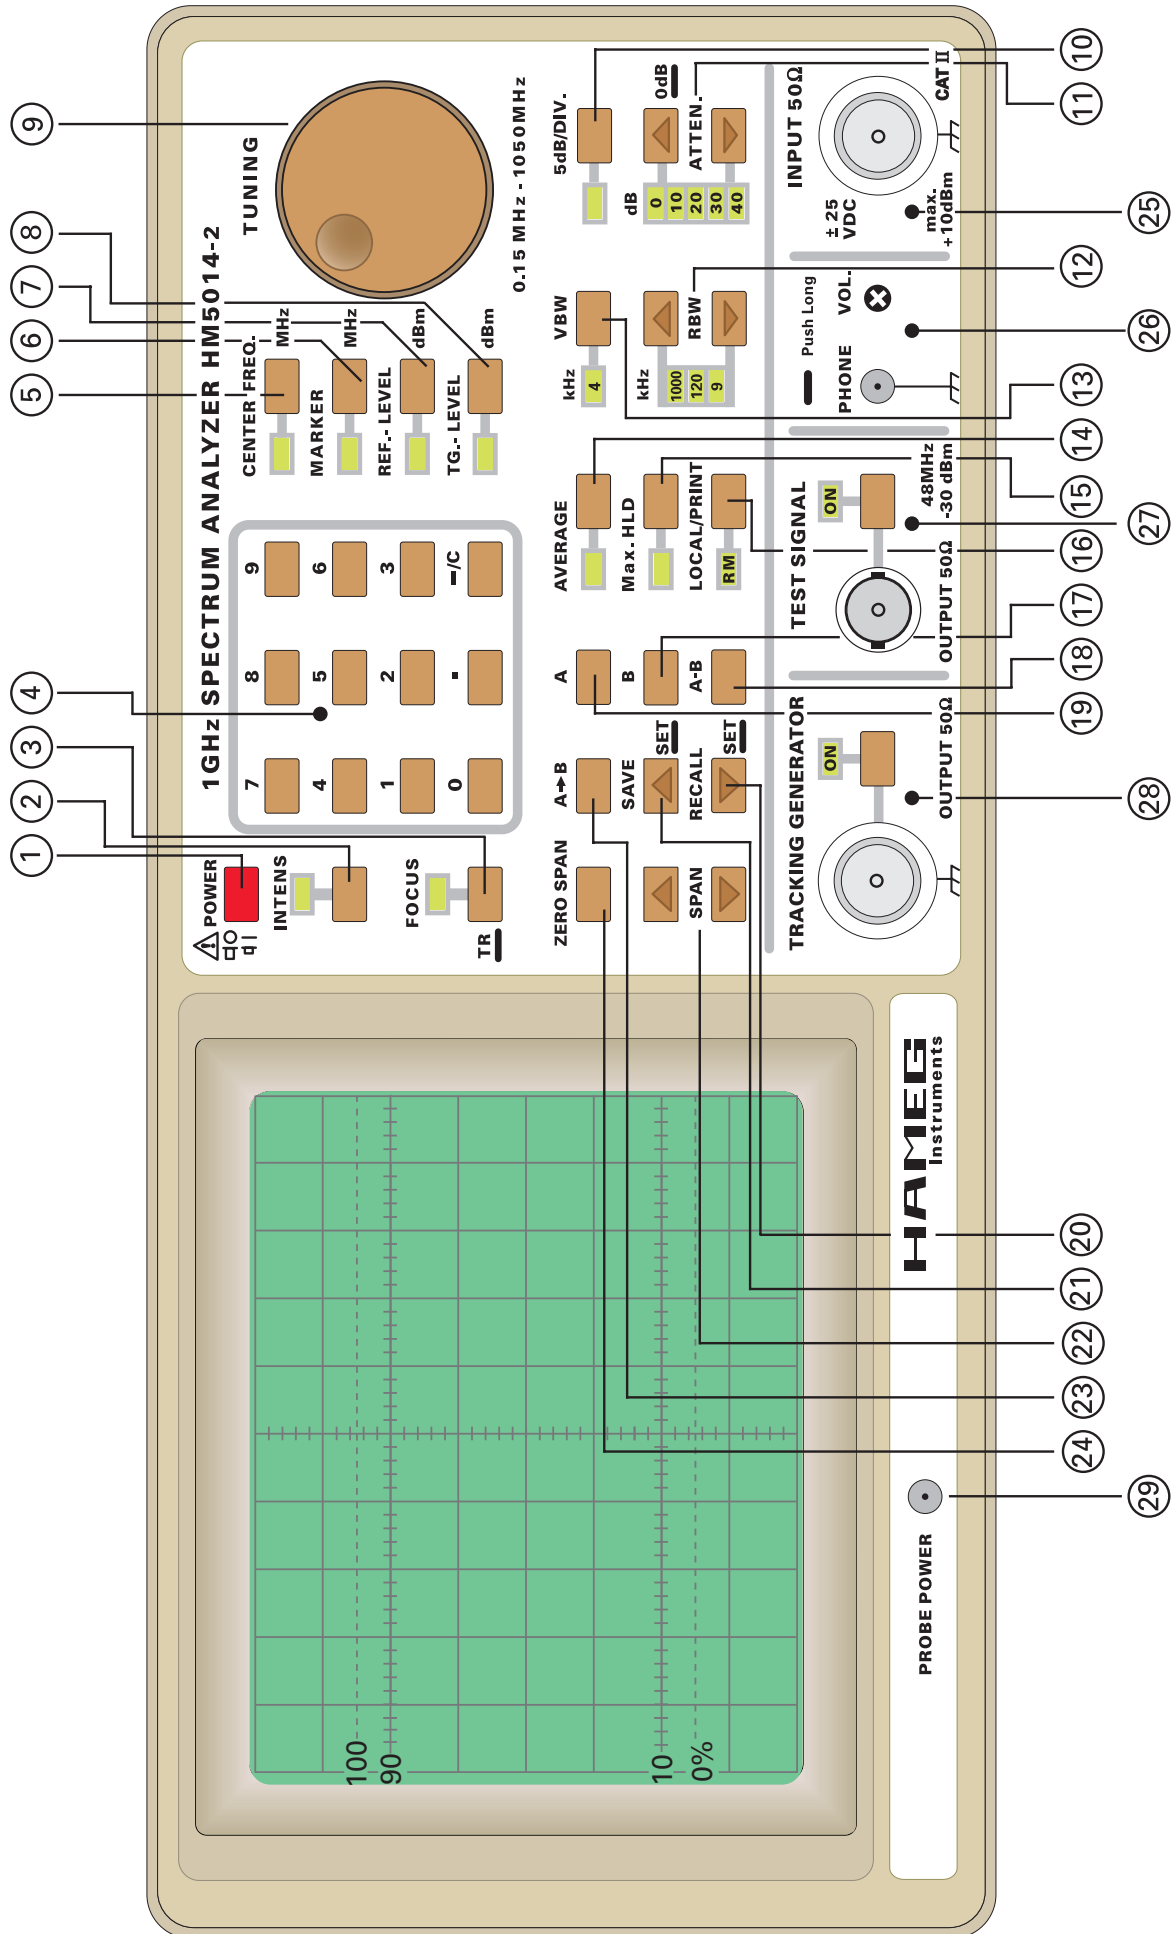 1
2
3
4
5
6
7
8
9
1GHz SPECTRUM ANALYZER HM5014-2
POWER
INTENS
FOCUS
TR
7
8
9
4
5
6
1
2
3
0
.
–/C
CENTER FREQ.
MHz
MARKER
MHz
REF.- LEVEL
dBm
TG.- LEVEL
dBm
TUNING
0.15 MHz - 1050MHz
ZERO SPAN
A→B
A
AVERAGE
kHz
VBW
4
5dB/DIV.
SPAN
SAVE
SET
RECALL
SET
B
A-B
Max. HLD
LOCAL/PRINT
RM
kHz
1000
120
9
RBW
dB
0
10
20
30
40
0dB
ATTEN.
TRACKING GENERATOR
ON
OUTPUT 50Ω
TEST SIGNAL
ON
48MHz
-30 dBm
OUTPUT 50Ω
Push Long
PHONE
VOL.
INPUT 50Ω
± 25
VDC
max.
+10dBm
CAT II
100
90
10
0%
PROBE POWER
HAMEG
Instruments
24
23
22
21
20
19
18
17
16
15
14
13
12
11
10
29
28
27
26
25